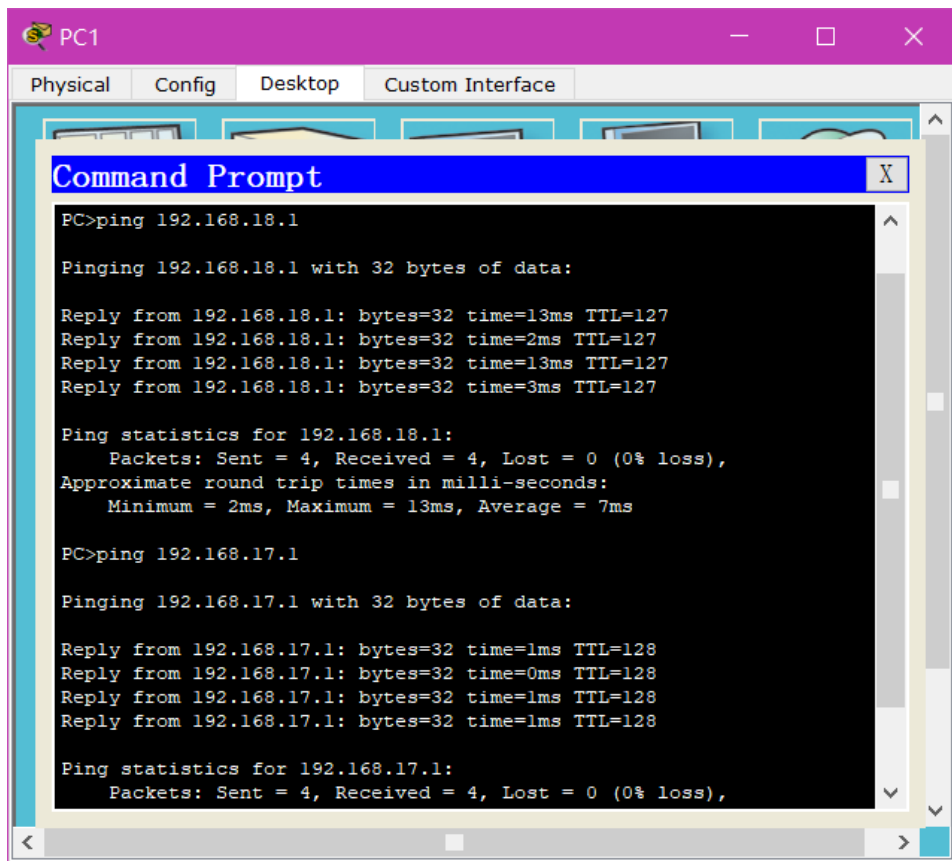 PC1
Physical Config Desktop Custom Interface
Command Prompt X
PC>ping 192.168.18.1
Pinging 192.168.18.1 with 32 bytes of data:
Reply from 192.168.18.1: bytes=32 time=13ms TTL=127
Reply from 192.168.18.1: bytes=32 time=2ms TTL=127
Reply from 192.168.18.1: bytes=32 time=13ms TTL=127
Reply from 192.168.18.1: bytes=32 time=3ms TTL=127
Ping statistics for 192.168.18.1:
Packets: Sent = 4, Received = 4, Lost = 0 (0% loss),
Approximate round trip times in milli-seconds:
Minimum = 2ms, Maximum = 13ms, Average = 7ms
PC>ping 192.168.17.1
Pinging 192.168.17.1 with 32 bytes of data:
Reply from 192.168.17.1: bytes=32 time=1ms TTL=128
Reply from 192.168.17.1: bytes=32 time=0ms TTL=128
Reply from 192.168.17.1: bytes=32 time=1ms TTL=128
Reply from 192.168.17.1: bytes=32 time=1ms TTL=128
Ping statistics for 192.168.17.1:
Packets: Sent = 4, Received = 4, Lost = 0 (0% loss),